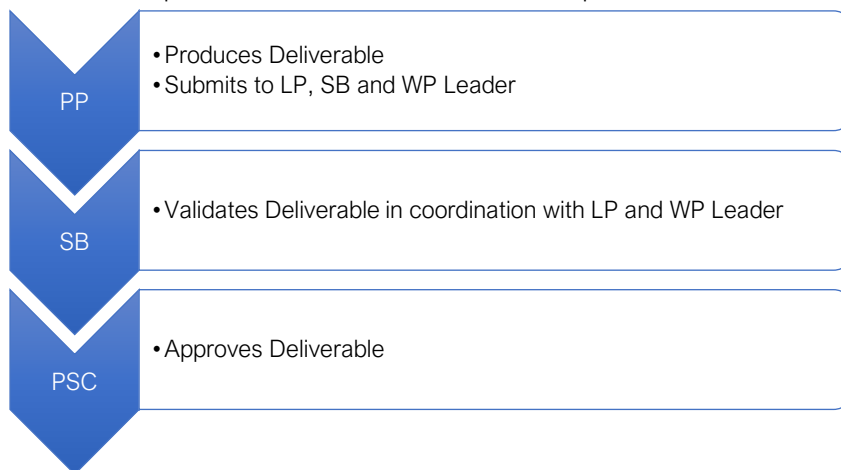 PP
• Produces Deliverable
• Submits to LP, SB and WP Leader
SB
• Validates Deliverable in coordination with LP and WP Leader
PSC
• Approves Deliverable